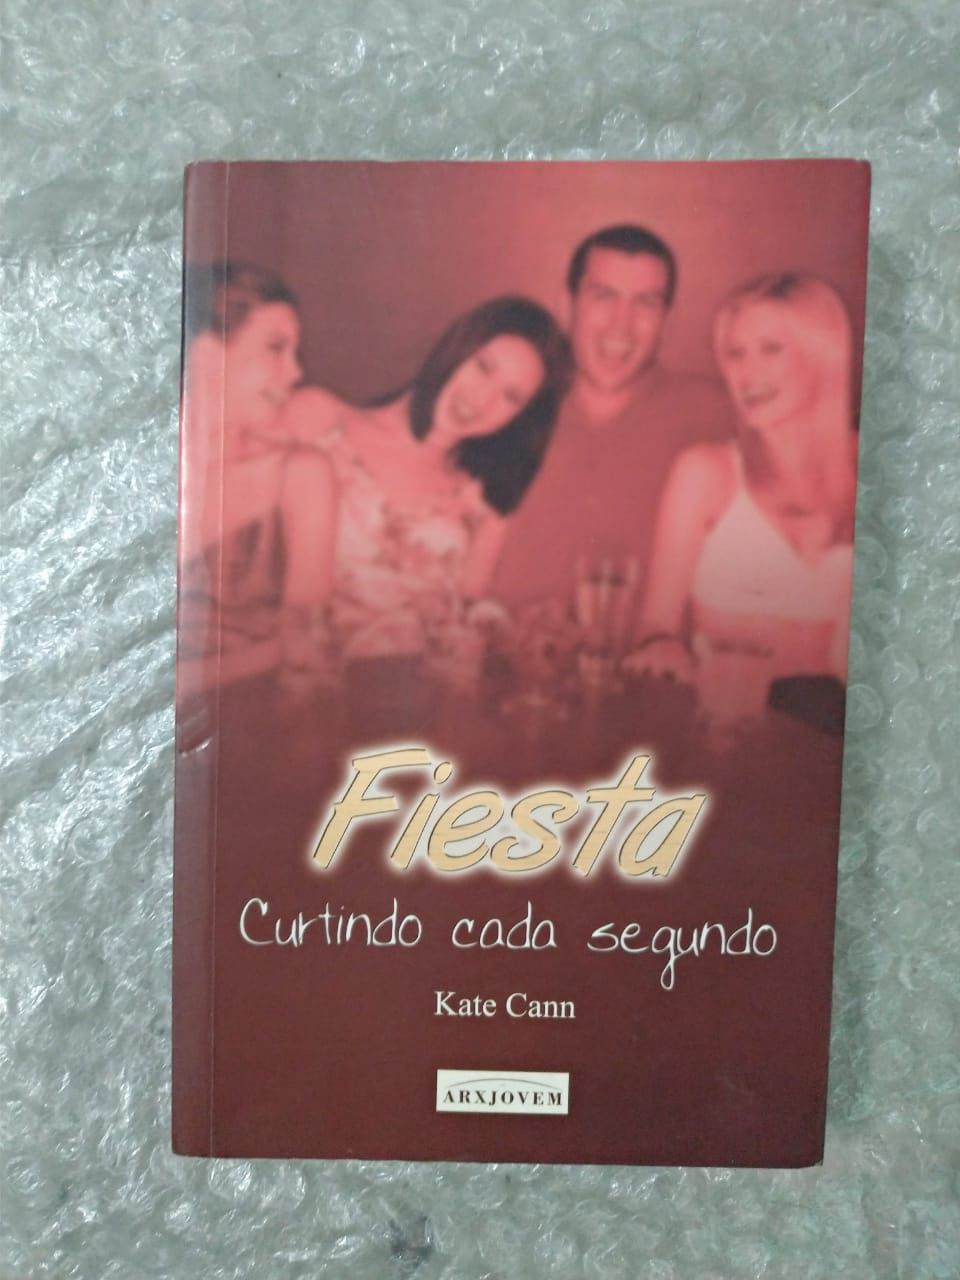 Fiesta
Curtindo cada segundo
Kate Cann
ARXJOVEM